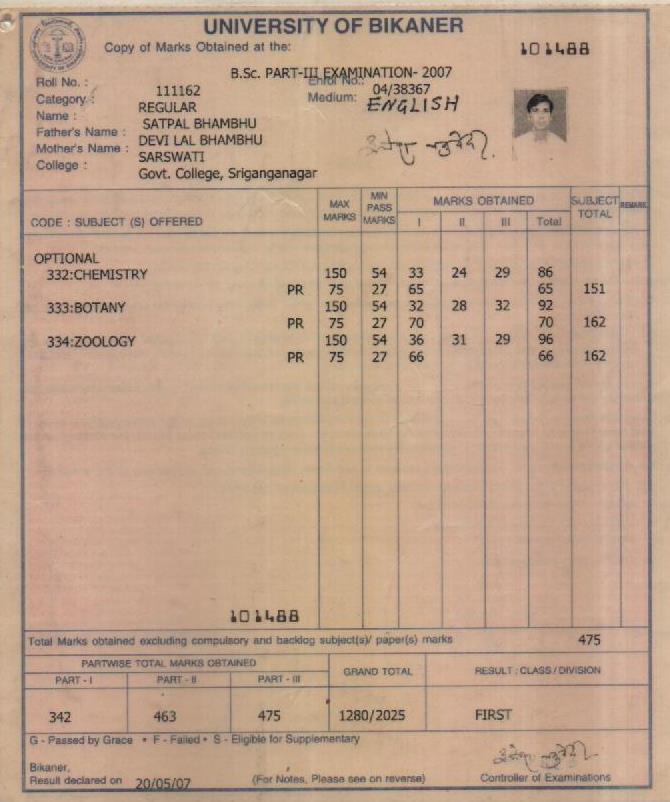 UNIVERSITY OF BIKANER
Copy of Marks Obtained at the:
101488
B.Sc. PART-III EXAMINATION- 2007
Roll No. : 111162 Enrol No.: 04/38367
Category : REGULAR Medium: ENGLISH
Name : SATPAL BHAMBHU
Father's Name : DEVI LAL BHAMBHU
Mother's Name : SARSWATI
College : Govt. College, Sriganganagar
CODE : SUBJECT (S) OFFERED MAX MARKS MIN PASS MARKS MARKS OBTAINED I II III Total SUBJECT TOTAL REMARK
OPTIONAL
332:CHEMISTRY 150 54 33 24 29 86
PR 75 27 65 65 151
333:BOTANY 150 54 32 28 32 92
PR 75 27 70 70 162
334:ZOOLOGY 150 54 36 31 29 96
PR 75 27 66 66 162
101488
Total Marks obtained excluding compulsory and backlog subject(s)/ paper(s) marks 475
PARTWISE TOTAL MARKS OBTAINED GRAND TOTAL RESULT : CLASS / DIVISION
PART - I PART - II PART - III
342 463 475 1280/2025 FIRST
G - Passed by Grace • F - Failed • S - Eligible for Supplementary
Bikaner,
Result declared on 20/05/07 (For Notes, Please see on reverse) Controller of Examinations